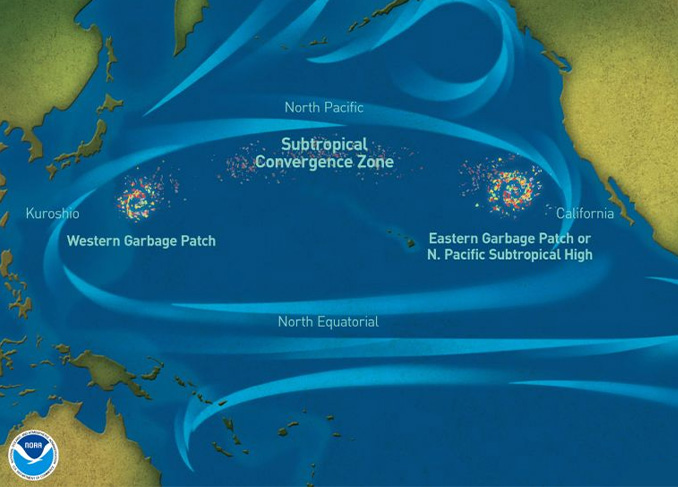 North Pacific
Subtropical
Convergence Zone
Kuroshio
California
Western Garbage Patch
Eastern Garbage Patch or
N. Pacific Subtropical High
North Equatorial
NOAA